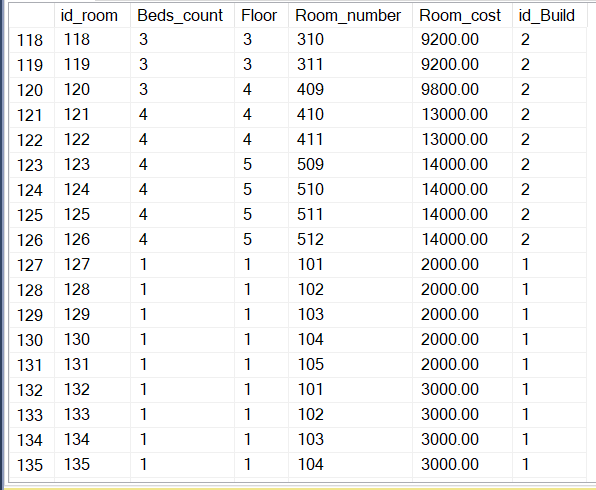 id_room Beds_count Floor Room_number Room_cost id_Build
118 118 3 3 310 9200.00 2
119 119 3 3 311 9200.00 2
120 120 3 4 409 9800.00 2
121 121 4 4 410 13000.00 2
122 122 4 4 411 13000.00 2
123 123 4 5 509 14000.00 2
124 124 4 5 510 14000.00 2
125 125 4 5 511 14000.00 2
126 126 4 5 512 14000.00 2
127 127 1 1 101 2000.00 1
128 128 1 1 102 2000.00 1
129 129 1 1 103 2000.00 1
130 130 1 1 104 2000.00 1
131 131 1 1 105 2000.00 1
132 132 1 1 101 3000.00 1
133 133 1 1 102 3000.00 1
134 134 1 1 103 3000.00 1
135 135 1 1 104 3000.00 1